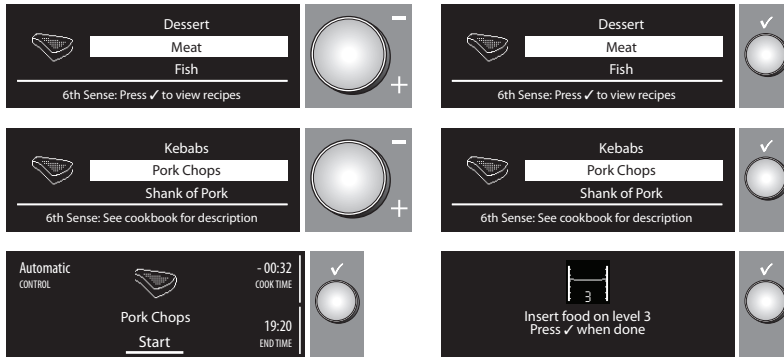 Dessert
Meat
Fish
6th Sense: Press ✓ to view recipes
− +
Dessert
Meat
Fish
6th Sense: Press ✓ to view recipes
✓
Kebabs
Pork Chops
Shank of Pork
6th Sense: See cookbook for description
− +
Kebabs
Pork Chops
Shank of Pork
6th Sense: See cookbook for description
✓
Automatic
CONTROL
Pork Chops
Start
- 00:32
COOK TIME
19:20
END TIME
✓
3
Insert food on level 3
Press ✓ when done
✓